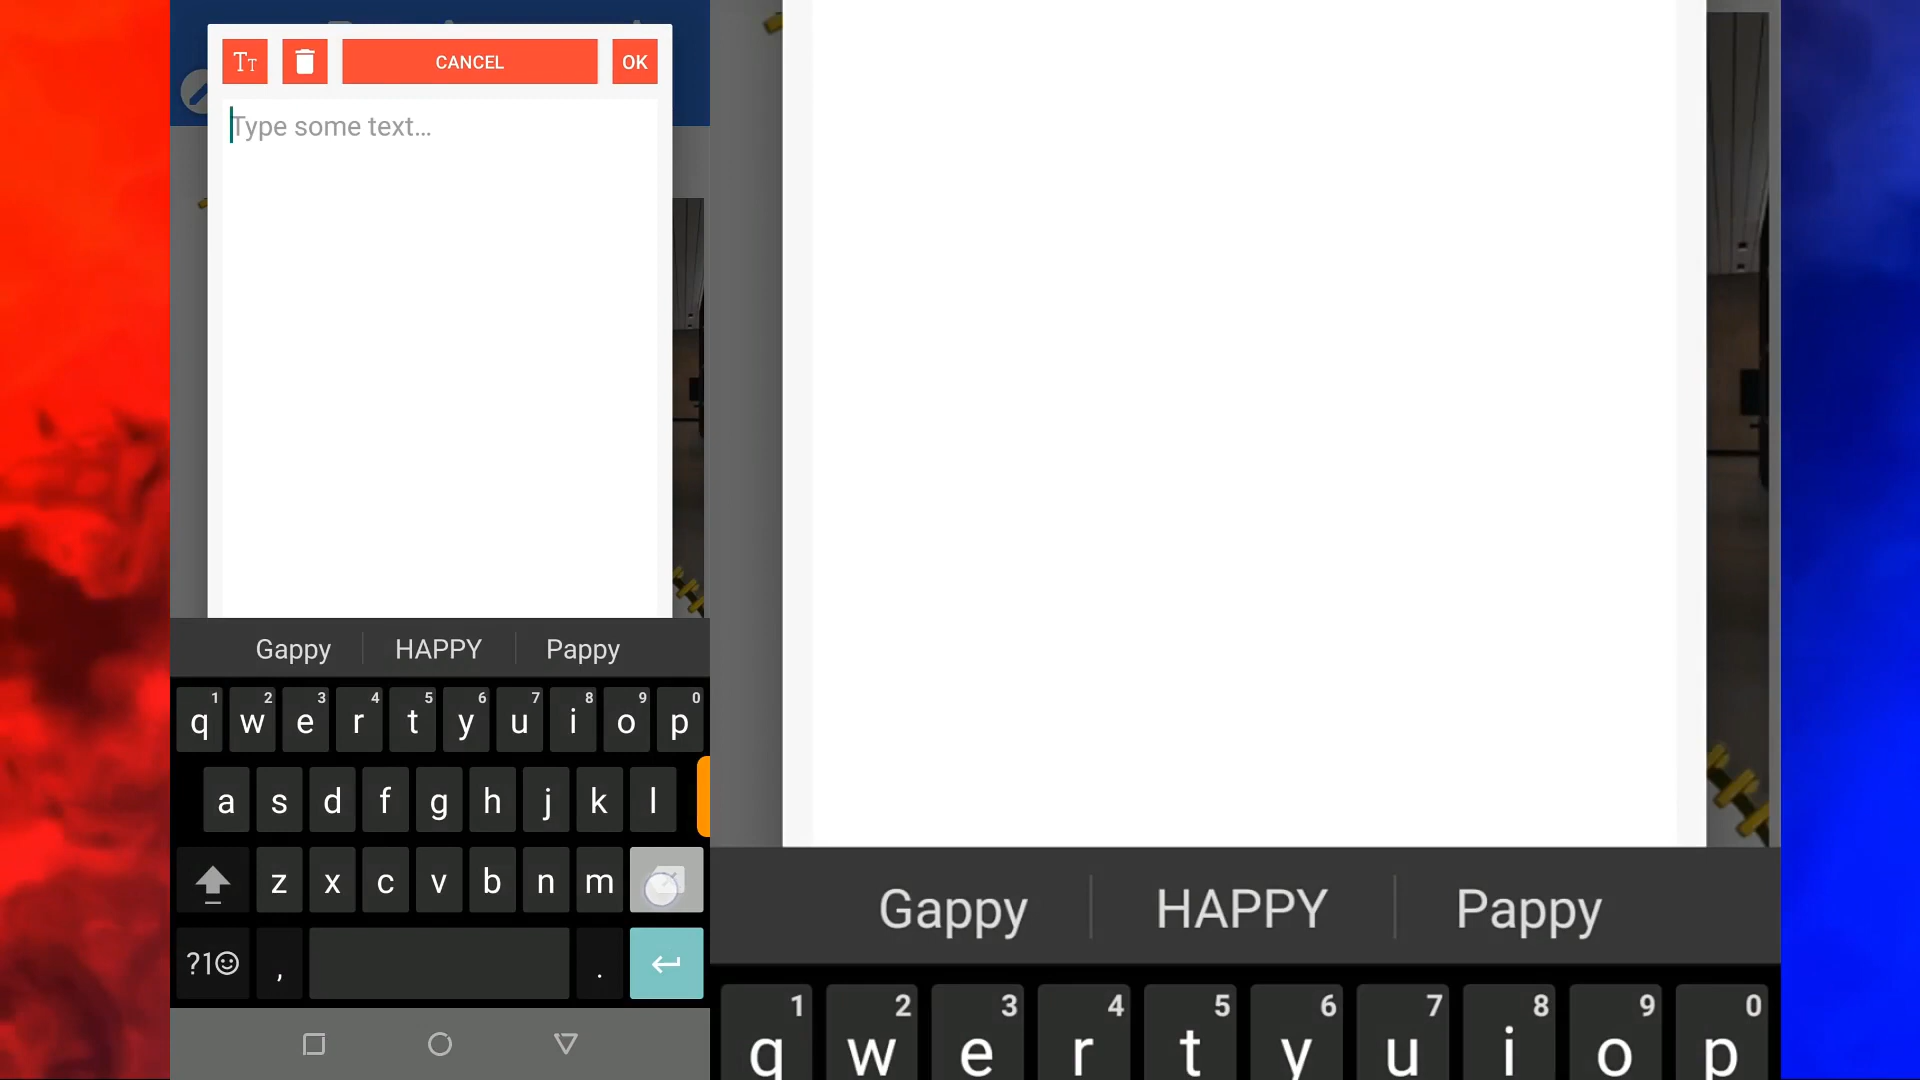 Tт CANCEL OK
Type some text...
Gappy HAPPY Pappy
1 2 3 4 5 6 7 8 9 0
q w e r t y u i o p
a s d f g h j k l
z x c v b n m
?1☺ , .
Gappy HAPPY Pappy
1 2 3 4 5 6 7 8 9 0
q w e r t y u i o p